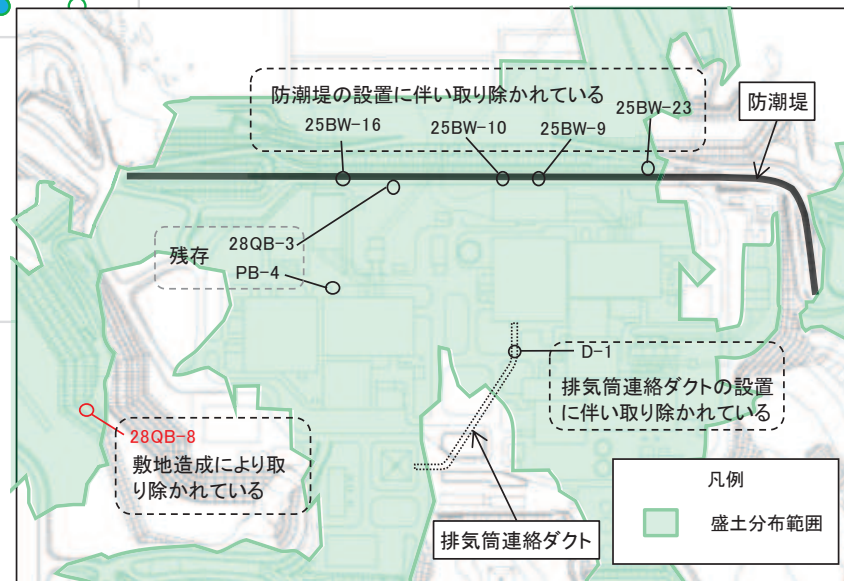 防潮堤の設置に伴い取り除かれている
25BW-16
25BW-10
25BW-9
25BW-23
防潮堤
残存
28QB-3
PB-4
D-1
排気筒連絡ダクトの設置
に伴い取り除かれている
28QB-8
敷地造成により取
り除かれている
排気筒連絡ダクト
凡例
盛土分布範囲